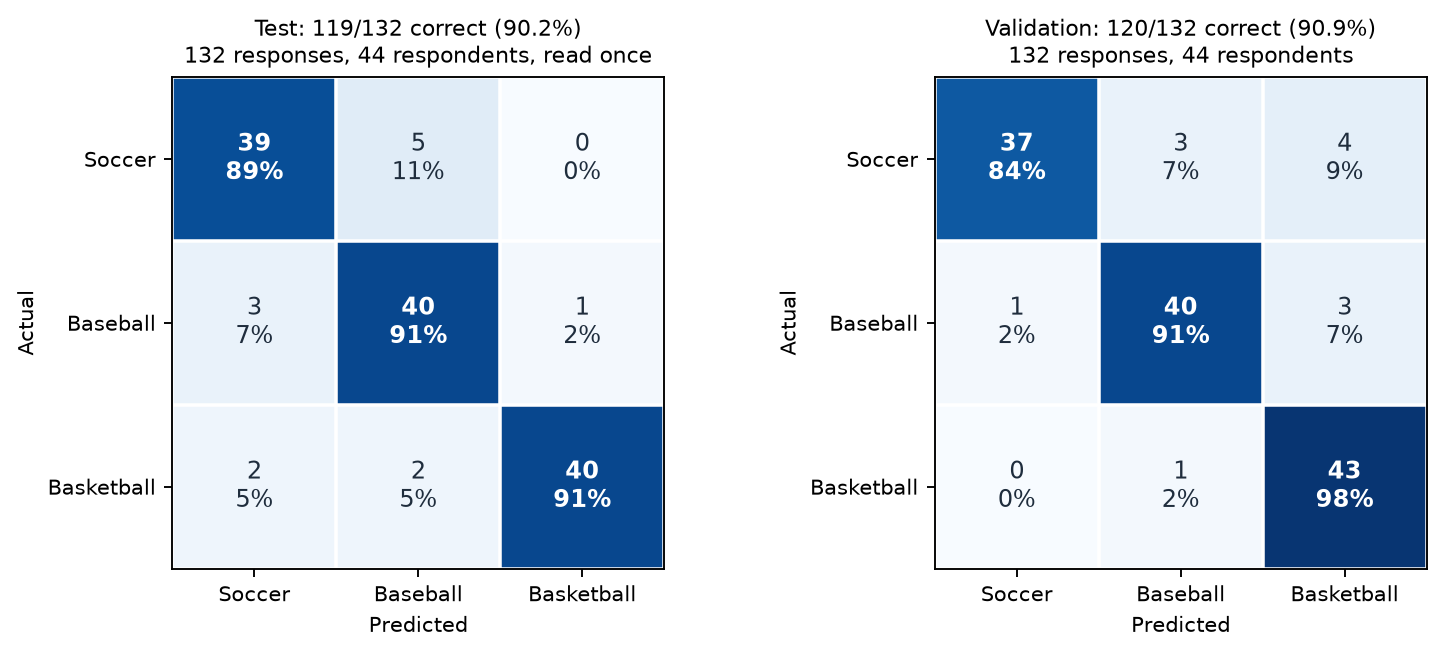 Test: 119/132 correct (90.2%)
132 responses, 44 respondents, read once
Actual
Soccer
39
89%
5
11%
0
0%
Baseball
3
7%
40
91%
1
2%
Basketball
2
5%
2
5%
40
91%
Soccer
Baseball
Basketball
Predicted
Validation: 120/132 correct (90.9%)
132 responses, 44 respondents
Actual
Soccer
37
84%
3
7%
4
9%
Baseball
1
2%
40
91%
3
7%
Basketball
0
0%
1
2%
43
98%
Soccer
Baseball
Basketball
Predicted